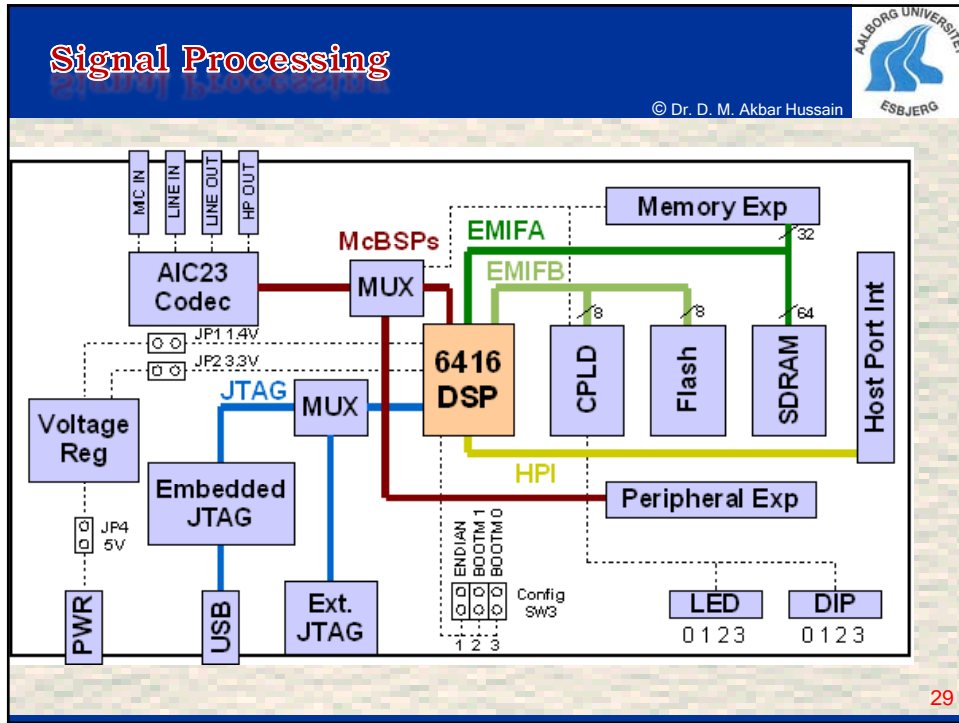 Signal Processing
© Dr. D. M. Akbar Hussain
AALBORG UNIVERSITET
ESBJERG
MIC IN
LINE IN
LINE OUT
HP OUT
AIC23
Codec
McBSPs
MUX
EMIFA
EMIFB
Memory Exp
32
8
8
64
JP1 1.4V
JP2 3.3V
6416
DSP
CPLD
Flash
SDRAM
Host Port Int
JTAG
MUX
Voltage
Reg
HPI
Embedded
JTAG
Peripheral Exp
JP4
5V
ENDIAN
BOOTM 1
BOOTM 0
Config
SW3
1 2 3
PWR
USB
Ext.
JTAG
LED
0 1 2 3
DIP
0 1 2 3
29